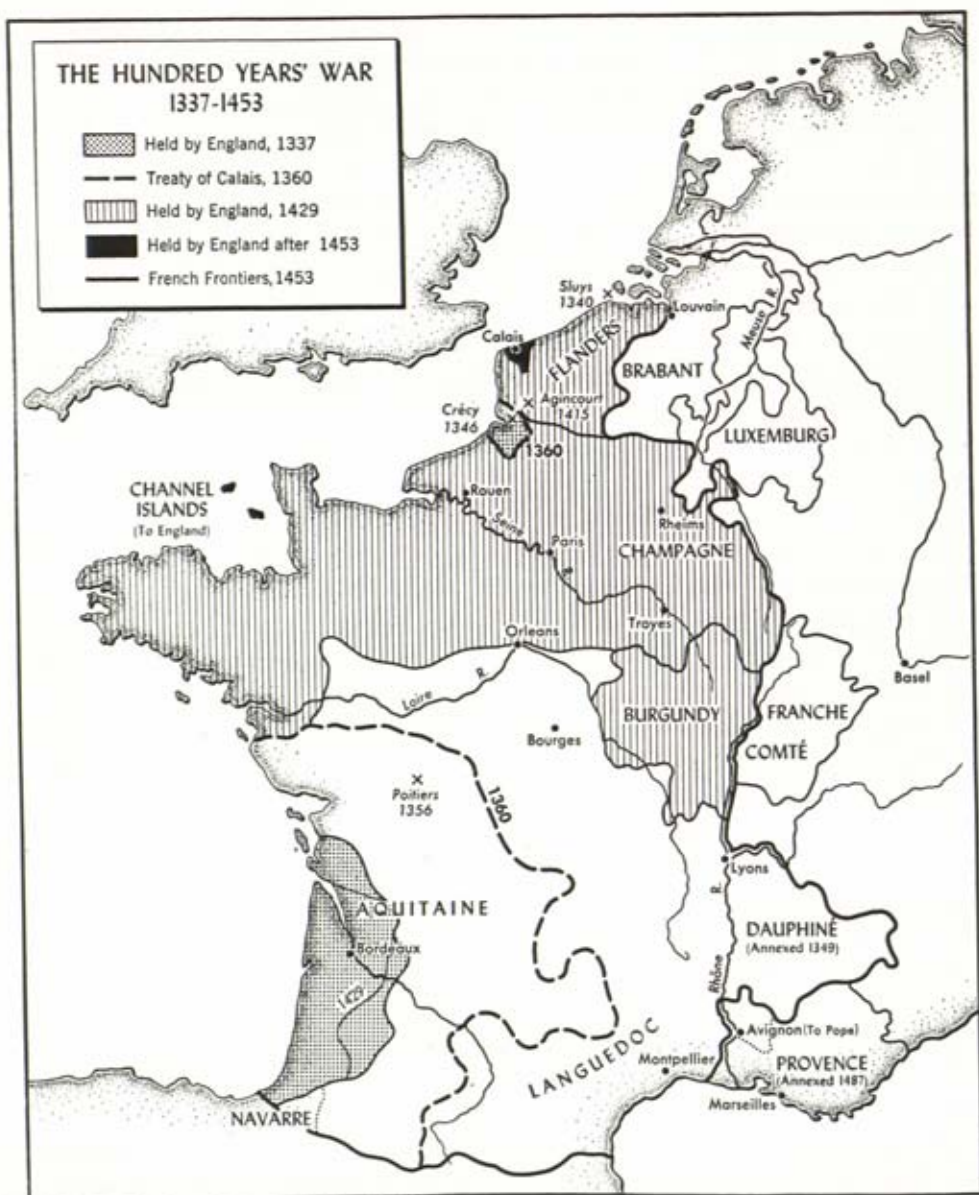 THE HUNDRED YEARS' WAR
1337-1453
Held by England, 1337
Treaty of Calais, 1360
Held by England, 1429
Held by England after 1453
French Frontiers, 1453
Sluys
1340
Louvain
Meuse R.
Calais
FLANDERS
BRABANT
Crécy
1346
Agincourt
1415
1360
LUXEMBURG
CHANNEL
ISLANDS
(To England)
Rouen
Seine
R.
Paris
Rheims
CHAMPAGNE
Troyes
Orleans
Loire R.
Basel
BURGUNDY
FRANCHE
COMTÉ
Bourges
Poitiers
1356
1360
Lyons
AQUITAINE
Bordeaux
1429
DAUPHINÉ
(Annexed 1349)
Rhône R.
Avignon (To Pope)
LANGUEDOC
Montpellier
PROVENCE
(Annexed 1487)
Marseilles
NAVARRE